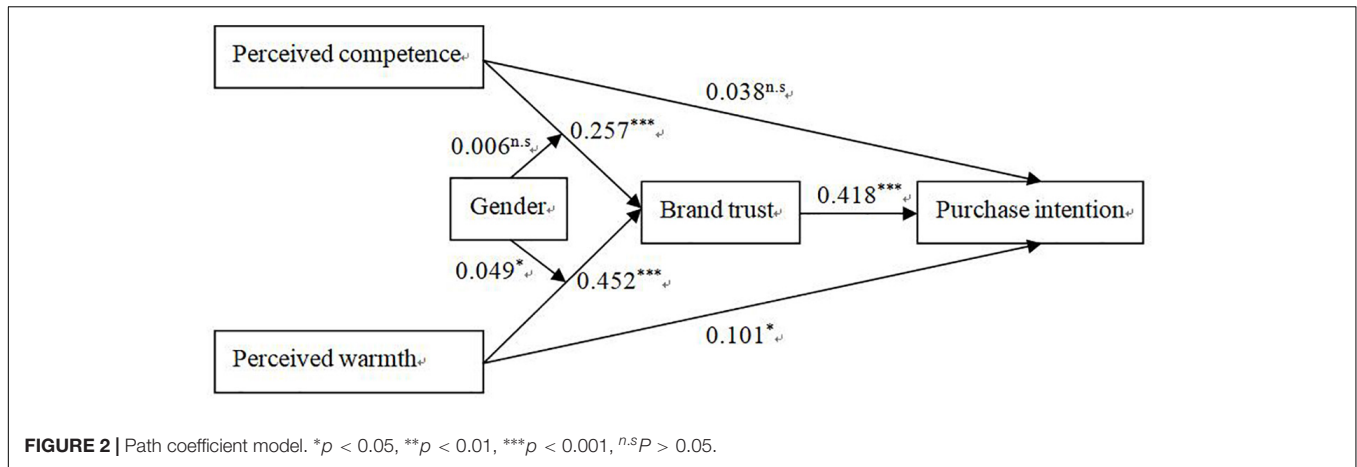 Perceived competence
0.038n.s
0.257***
0.006n.s
Gender
Brand trust
0.418***
Purchase intention
0.049*
0.452***
0.101*
Perceived warmth
FIGURE 2 | Path coefficient model. *p < 0.05, **p < 0.01, ***p < 0.001, n.sP > 0.05.